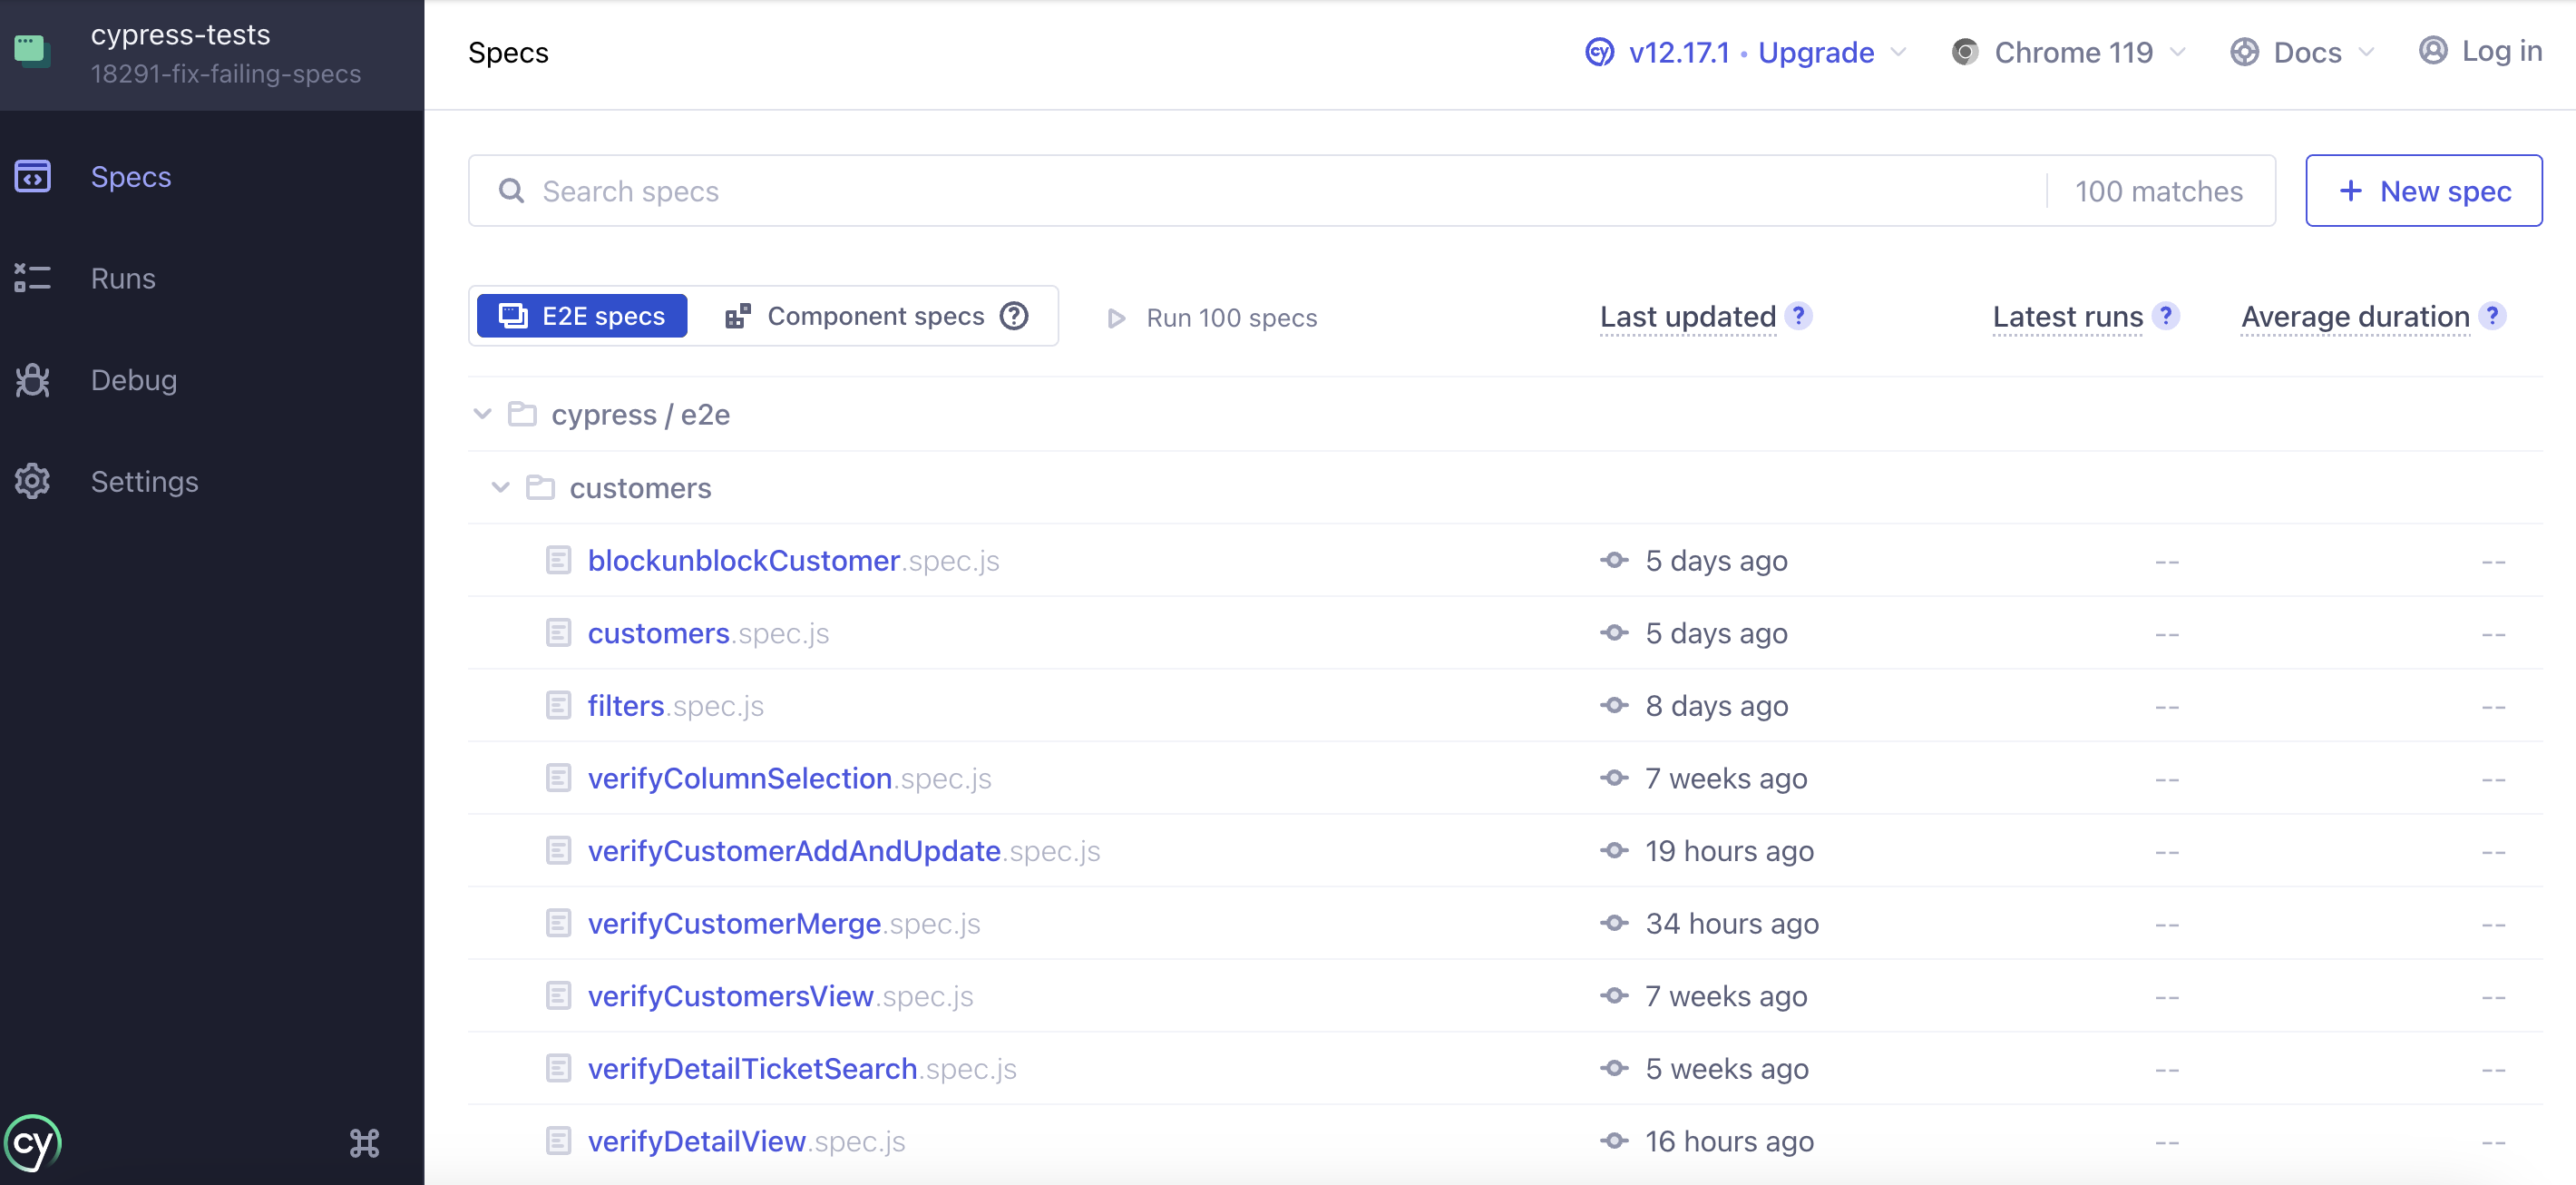 cypress-tests
18291-fix-failing-specs
Specs
Runs
Debug
Settings
cy
Specs
cy v12.17.1 • Upgrade Chrome 119 Docs Log in
Search specs 100 matches + New spec
E2E specs Component specs ? Run 100 specs Last updated ? Latest runs ? Average duration ?
cypress / e2e
customers
blockunblockCustomer.spec.js 5 days ago -- --
customers.spec.js 5 days ago -- --
filters.spec.js 8 days ago -- --
verifyColumnSelection.spec.js 7 weeks ago -- --
verifyCustomerAddAndUpdate.spec.js 19 hours ago -- --
verifyCustomerMerge.spec.js 34 hours ago -- --
verifyCustomersView.spec.js 7 weeks ago -- --
verifyDetailTicketSearch.spec.js 5 weeks ago -- --
verifyDetailView.spec.js 16 hours ago -- --